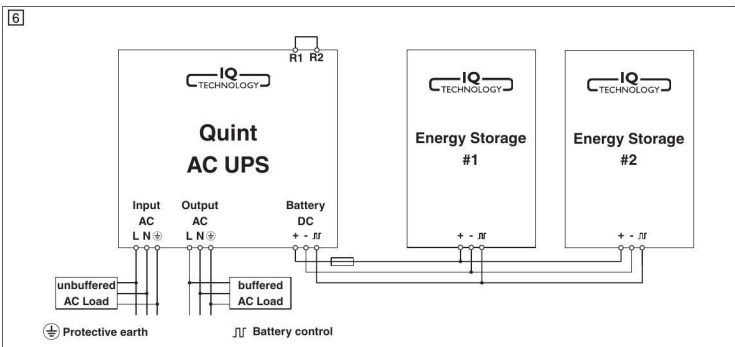 6
R1 R2
IQ
TECHNOLOGY
Quint
AC UPS
Input
AC
L N
Output
AC
L N
Battery
DC
+ -
IQ
TECHNOLOGY
Energy Storage
#1
+ -
IQ
TECHNOLOGY
Energy Storage
#2
+ -
unbuffered
AC Load
buffered
AC Load
Protective earth
Battery control